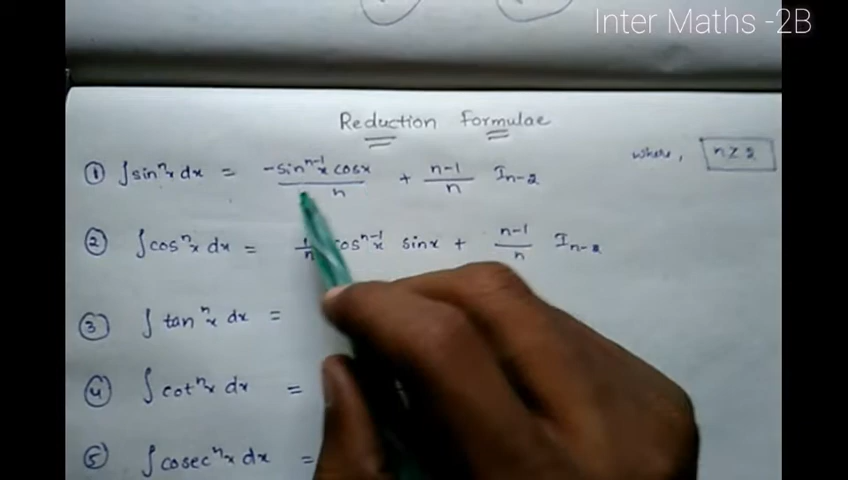 Inter Maths -2B
Reduction Formulae
where, n ≥ 2
① ∫sinⁿx dx = -sinⁿ⁻¹x cosx / n + n-1/n Iₙ₋₂
② ∫cosⁿx dx = 1/n cosⁿ⁻¹x sinx + n-1/n Iₙ₋₂
③ ∫ tanⁿx dx =
④ ∫ cotⁿx dx =
⑤ ∫ cosecⁿx dx =